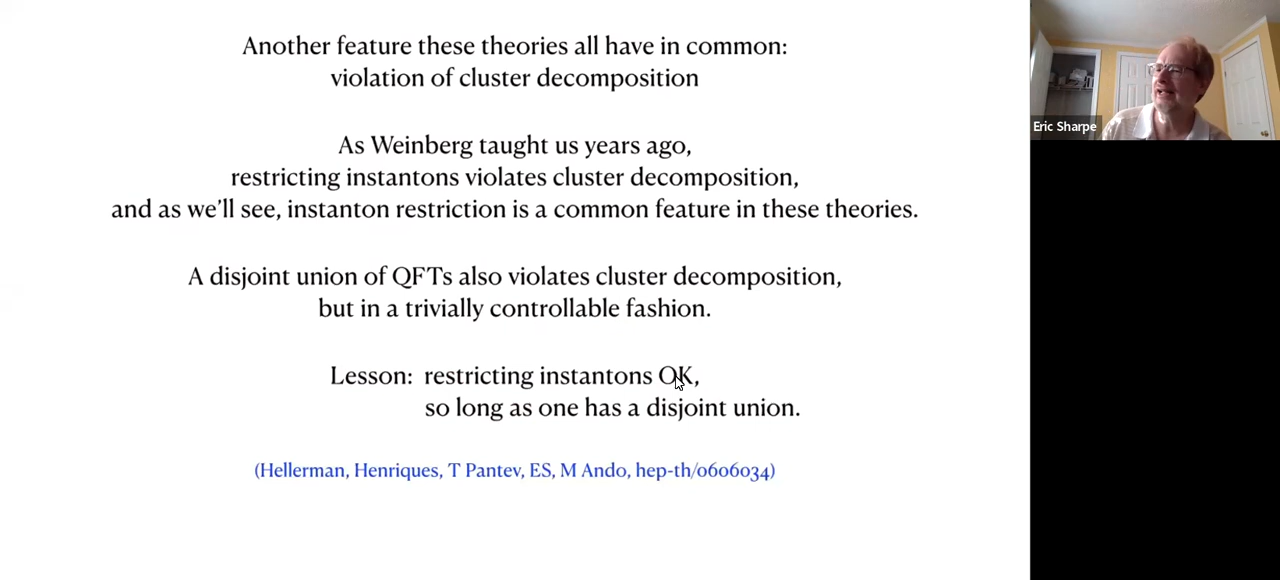 Another feature these theories all have in common:
violation of cluster decomposition
As Weinberg taught us years ago,
restricting instantons violates cluster decomposition,
and as we'll see, instanton restriction is a common feature in these theories.
A disjoint union of QFTs also violates cluster decomposition,
but in a trivially controllable fashion.
Lesson: restricting instantons OK,
so long as one has a disjoint union.
(Hellerman, Henriques, T Pantev, ES, M Ando, hep-th/0606034)
Eric Sharpe